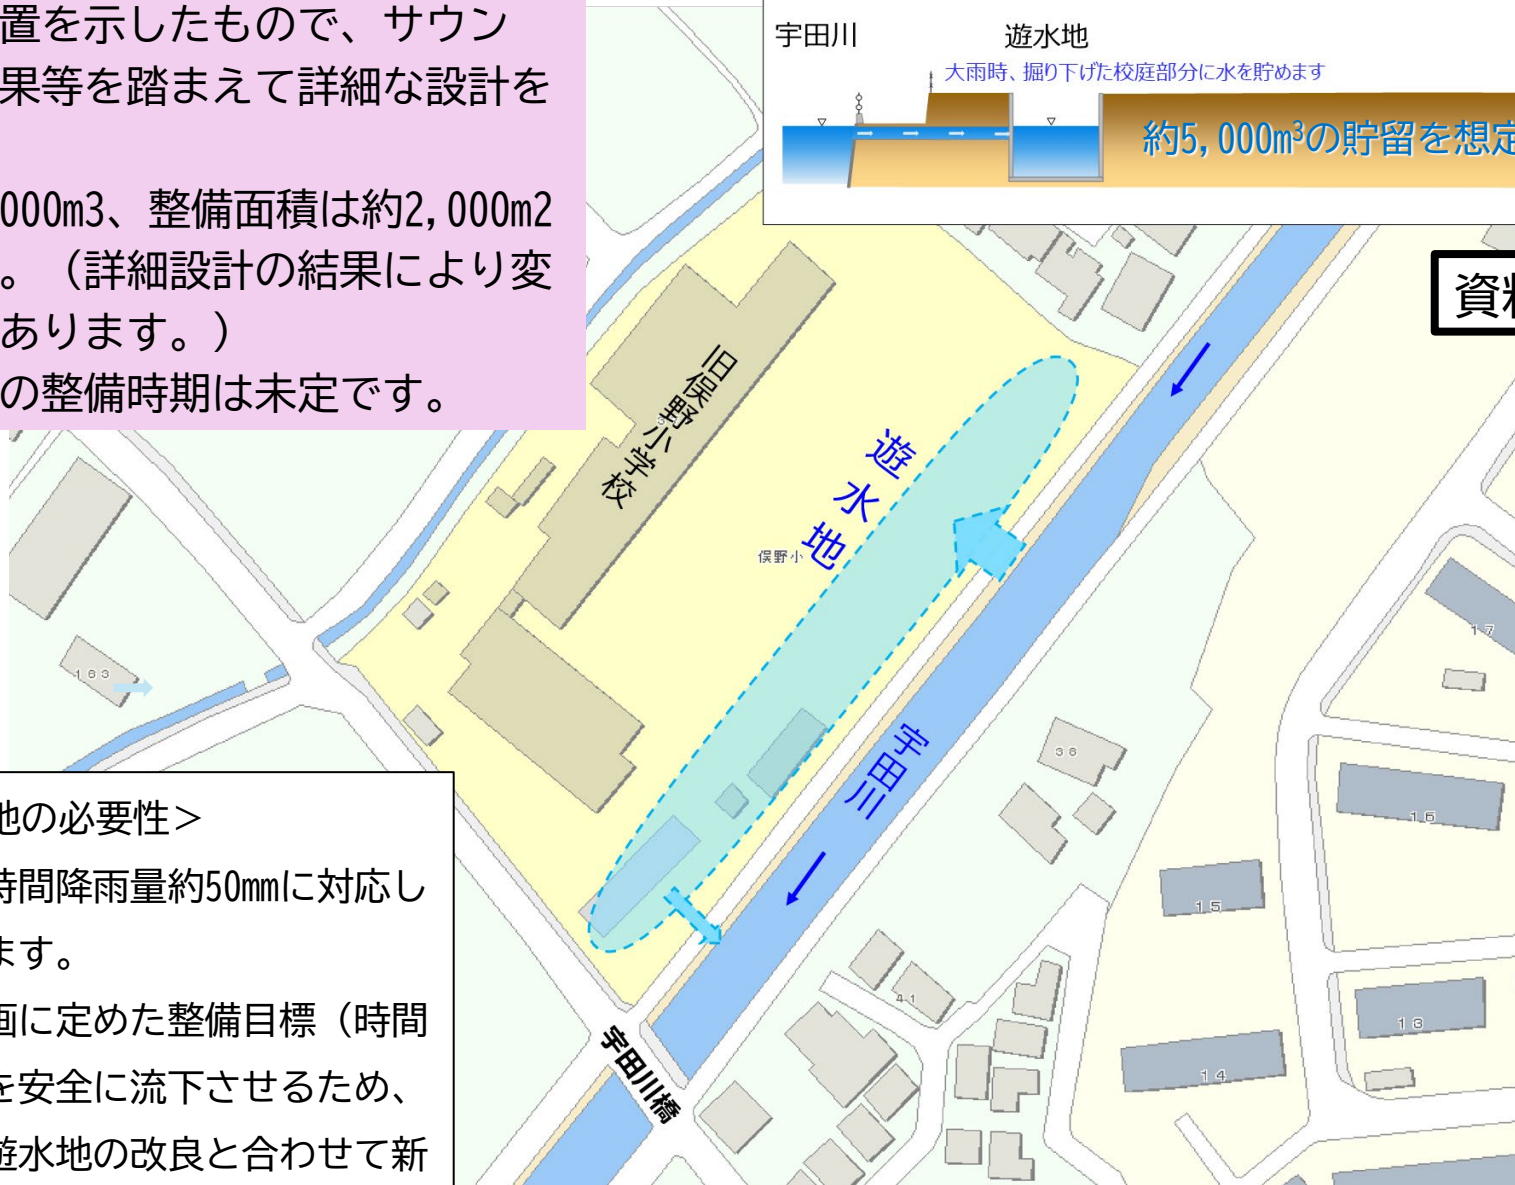 置を示したもので、サウン
果等を踏まえて詳細な設計を
000m3、整備面積は約2,000m2
。（詳細設計の結果により変
あります。）
の整備時期は未定です。
宇田川
遊水地
大雨時、掘り下げた校庭部分に水を貯めます
約5,000m³の貯留を想定
資料
旧俣野小学校
遊水地
俣野小
宇田川
163
17
36
16
15
41
13
14
宇田川橋
地の必要性＞
時間降雨量約50㎜に対応し
ます。
画に定めた整備目標（時間
を安全に流下させるため、
遊水地の改良と合わせて新